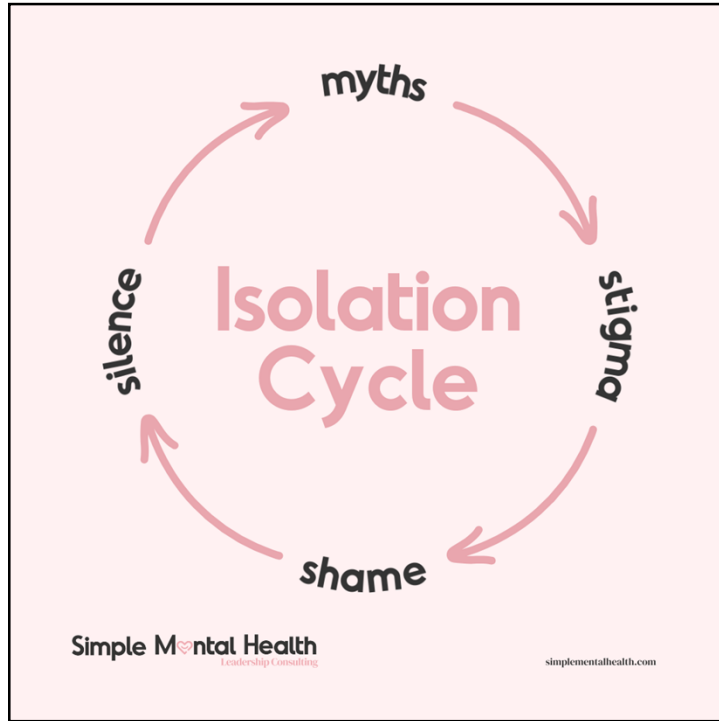 myths
stigma
shame
silence
Isolation
Cycle
Simple Mental Health
Leadership Consulting
simplementalhealth.com